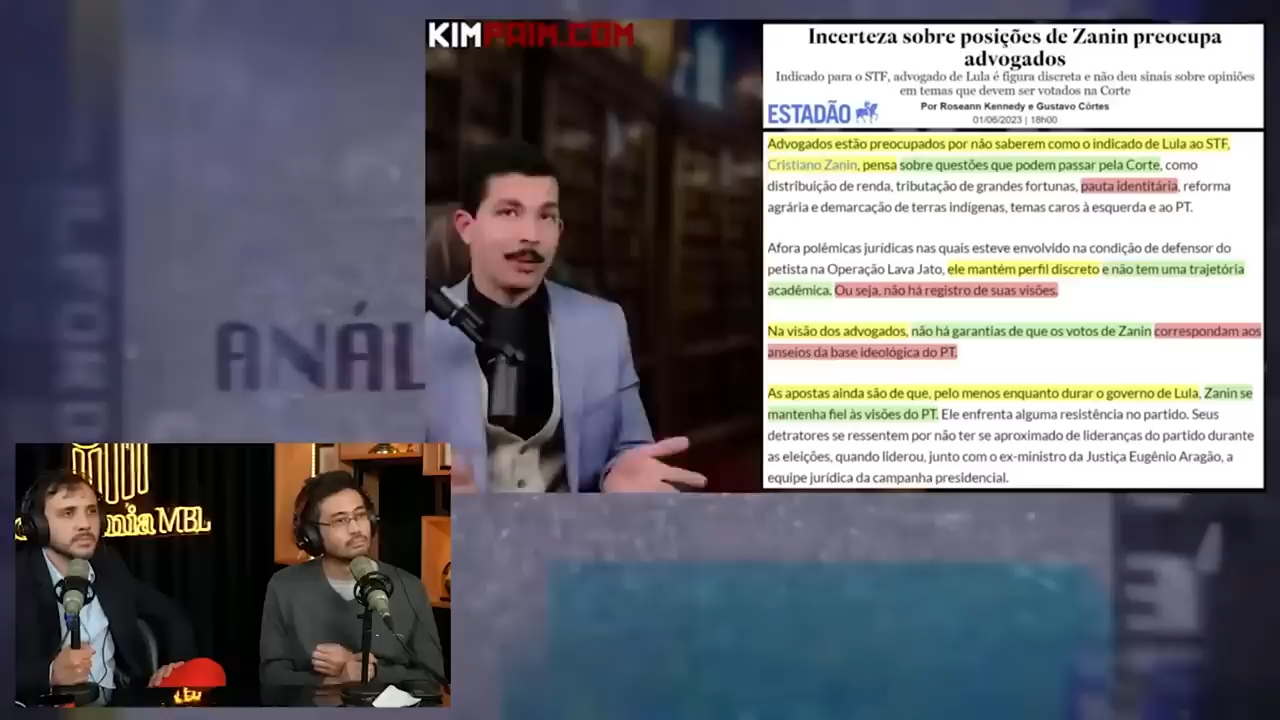 KIMPAIM.COM
Incerteza sobre posições de Zanin preocupa
advogados
Indicado para o STF, advogado de Lula é figura discreta e não deu sinais sobre opiniões
em temas que devem ser votados na Corte
ESTADÃO
Por Roseann Kennedy e Gustavo Côrtes
01/06/2023 | 18h00
Advogados estão preocupados por não saberem como o indicado de Lula ao STF,
Cristiano Zanin, pensa sobre questões que podem passar pela Corte, como
distribuição de renda, tributação de grandes fortunas, pauta identitária, reforma
agrária e demarcação de terras indígenas, temas caros à esquerda e ao PT.
Afora polêmicas jurídicas nas quais esteve envolvido na condição de defensor do
petista na Operação Lava Jato, ele mantém perfil discreto e não tem uma trajetória
acadêmica. Ou seja, não há registro de suas visões.
Na visão dos advogados, não há garantias de que os votos de Zanin correspondam aos
anseios da base ideológica do PT.
As apostas ainda são de que, pelo menos enquanto durar o governo de Lula, Zanin se
mantenha fiel às visões do PT. Ele enfrenta alguma resistência no partido. Seus
detratores se ressentem por não ter se aproximado de lideranças do partido durante
as eleições, quando liderou, junto com o ex-ministro da Justiça Eugênio Aragão, a
equipe jurídica da campanha presidencial.
ANÁL
mia MBL